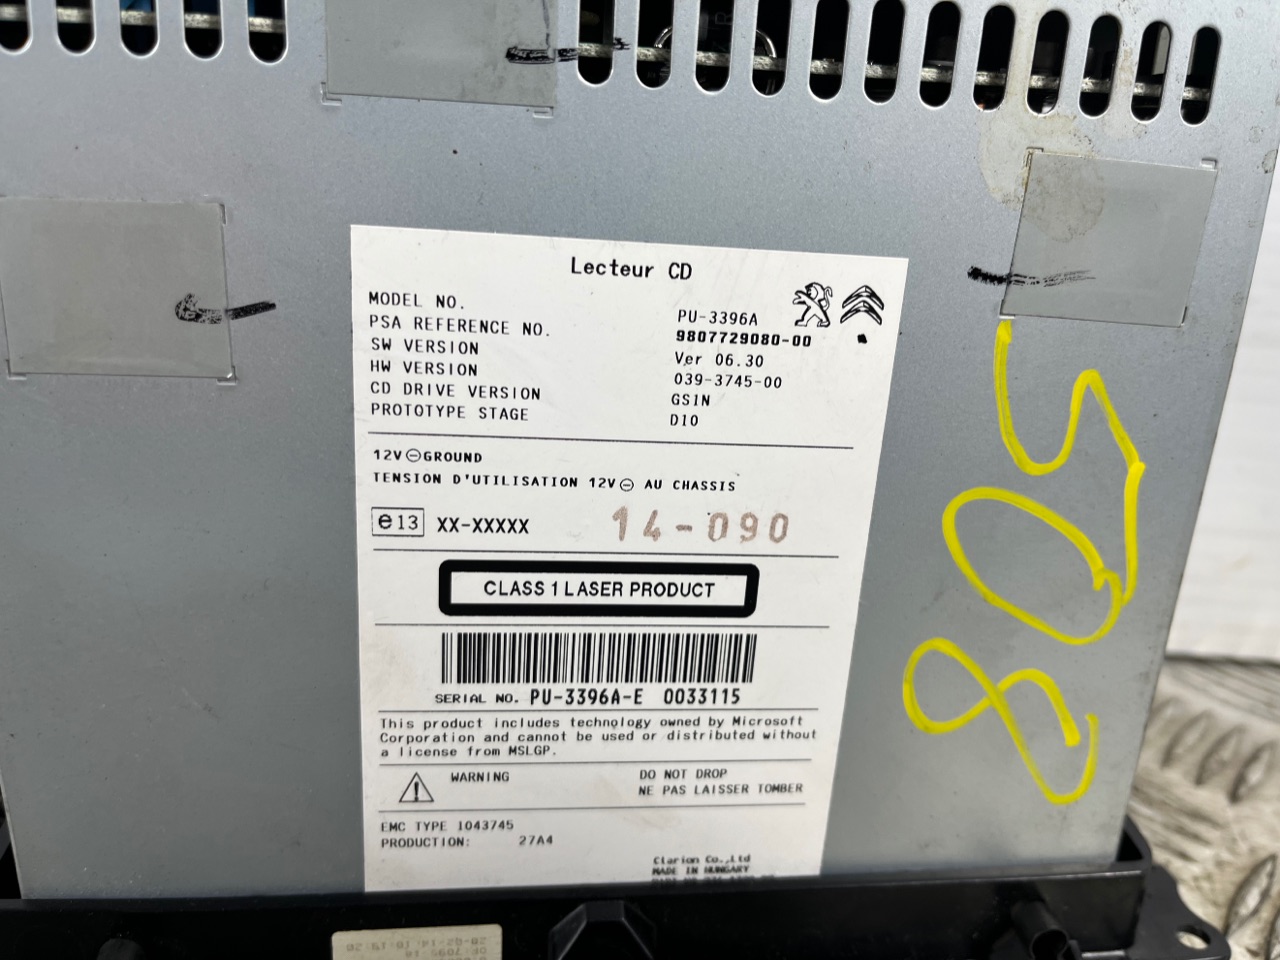 Lecteur CD
MODEL NO. PU-3396A
PSA REFERENCE NO. 9807729080-00
SW VERSION Ver 06.30
HW VERSION 039-3745-00
CD DRIVE VERSION GS1N
PROTOTYPE STAGE D10
12V⊖GROUND
TENSION D'UTILISATION 12V⊖ AU CHASSIS
e13 XX-XXXXX 14-090
CLASS 1 LASER PRODUCT
SERIAL NO. PU-3396A-E 0033115
This product includes technology owned by Microsoft
Corporation and cannot be used or distributed without
a license from MSLGP.
WARNING DO NOT DROP
NE PAS LAISSER TOMBER
EMC TYPE 1043745
PRODUCTION: 27A4
Clarion Co.,Ltd
MADE IN HUNGARY
508